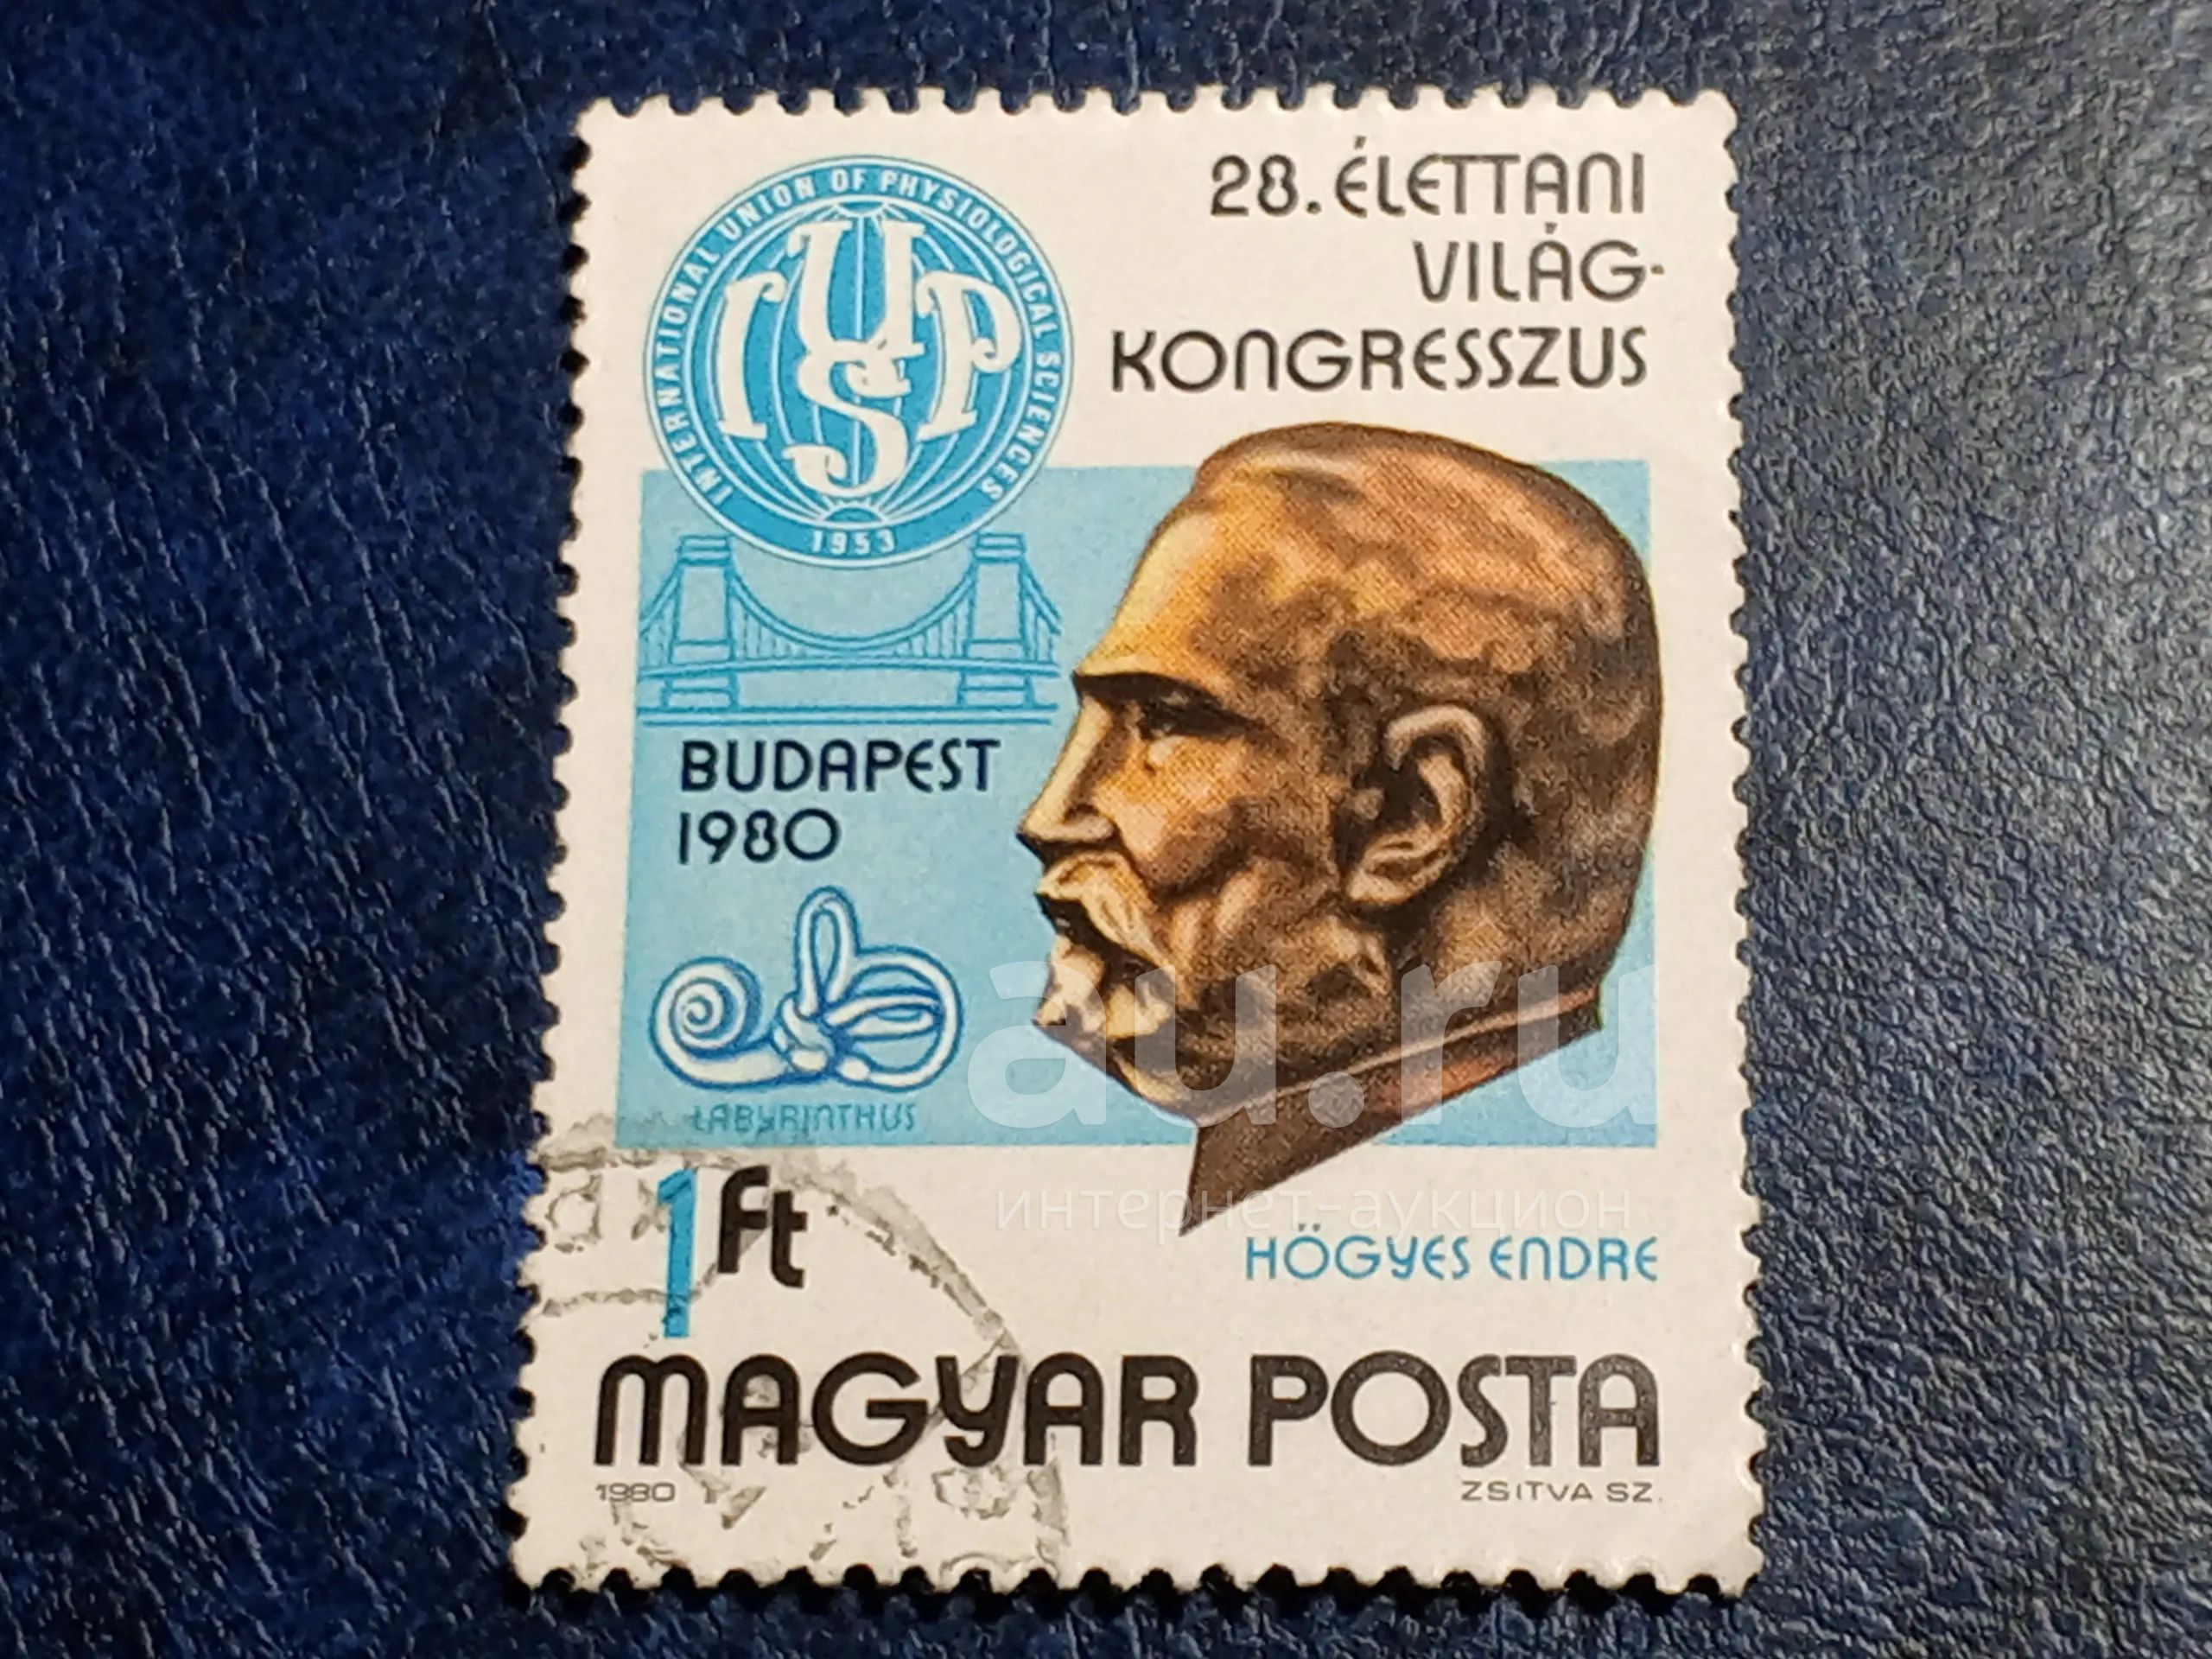 28. ÉLETTANI
VILÁG-
KONGRESSZUS
INTERNATIONAL UNION OF PHYSIOLOGICAL SCIENCES
IUPS
1953
BUDAPEST
1980
LABYRINTHUS
au.ru
интернет-аукцион
1 Ft
HŐGYES ENDRE
MAGYAR POSTA
1980 ZSITVA SZ.